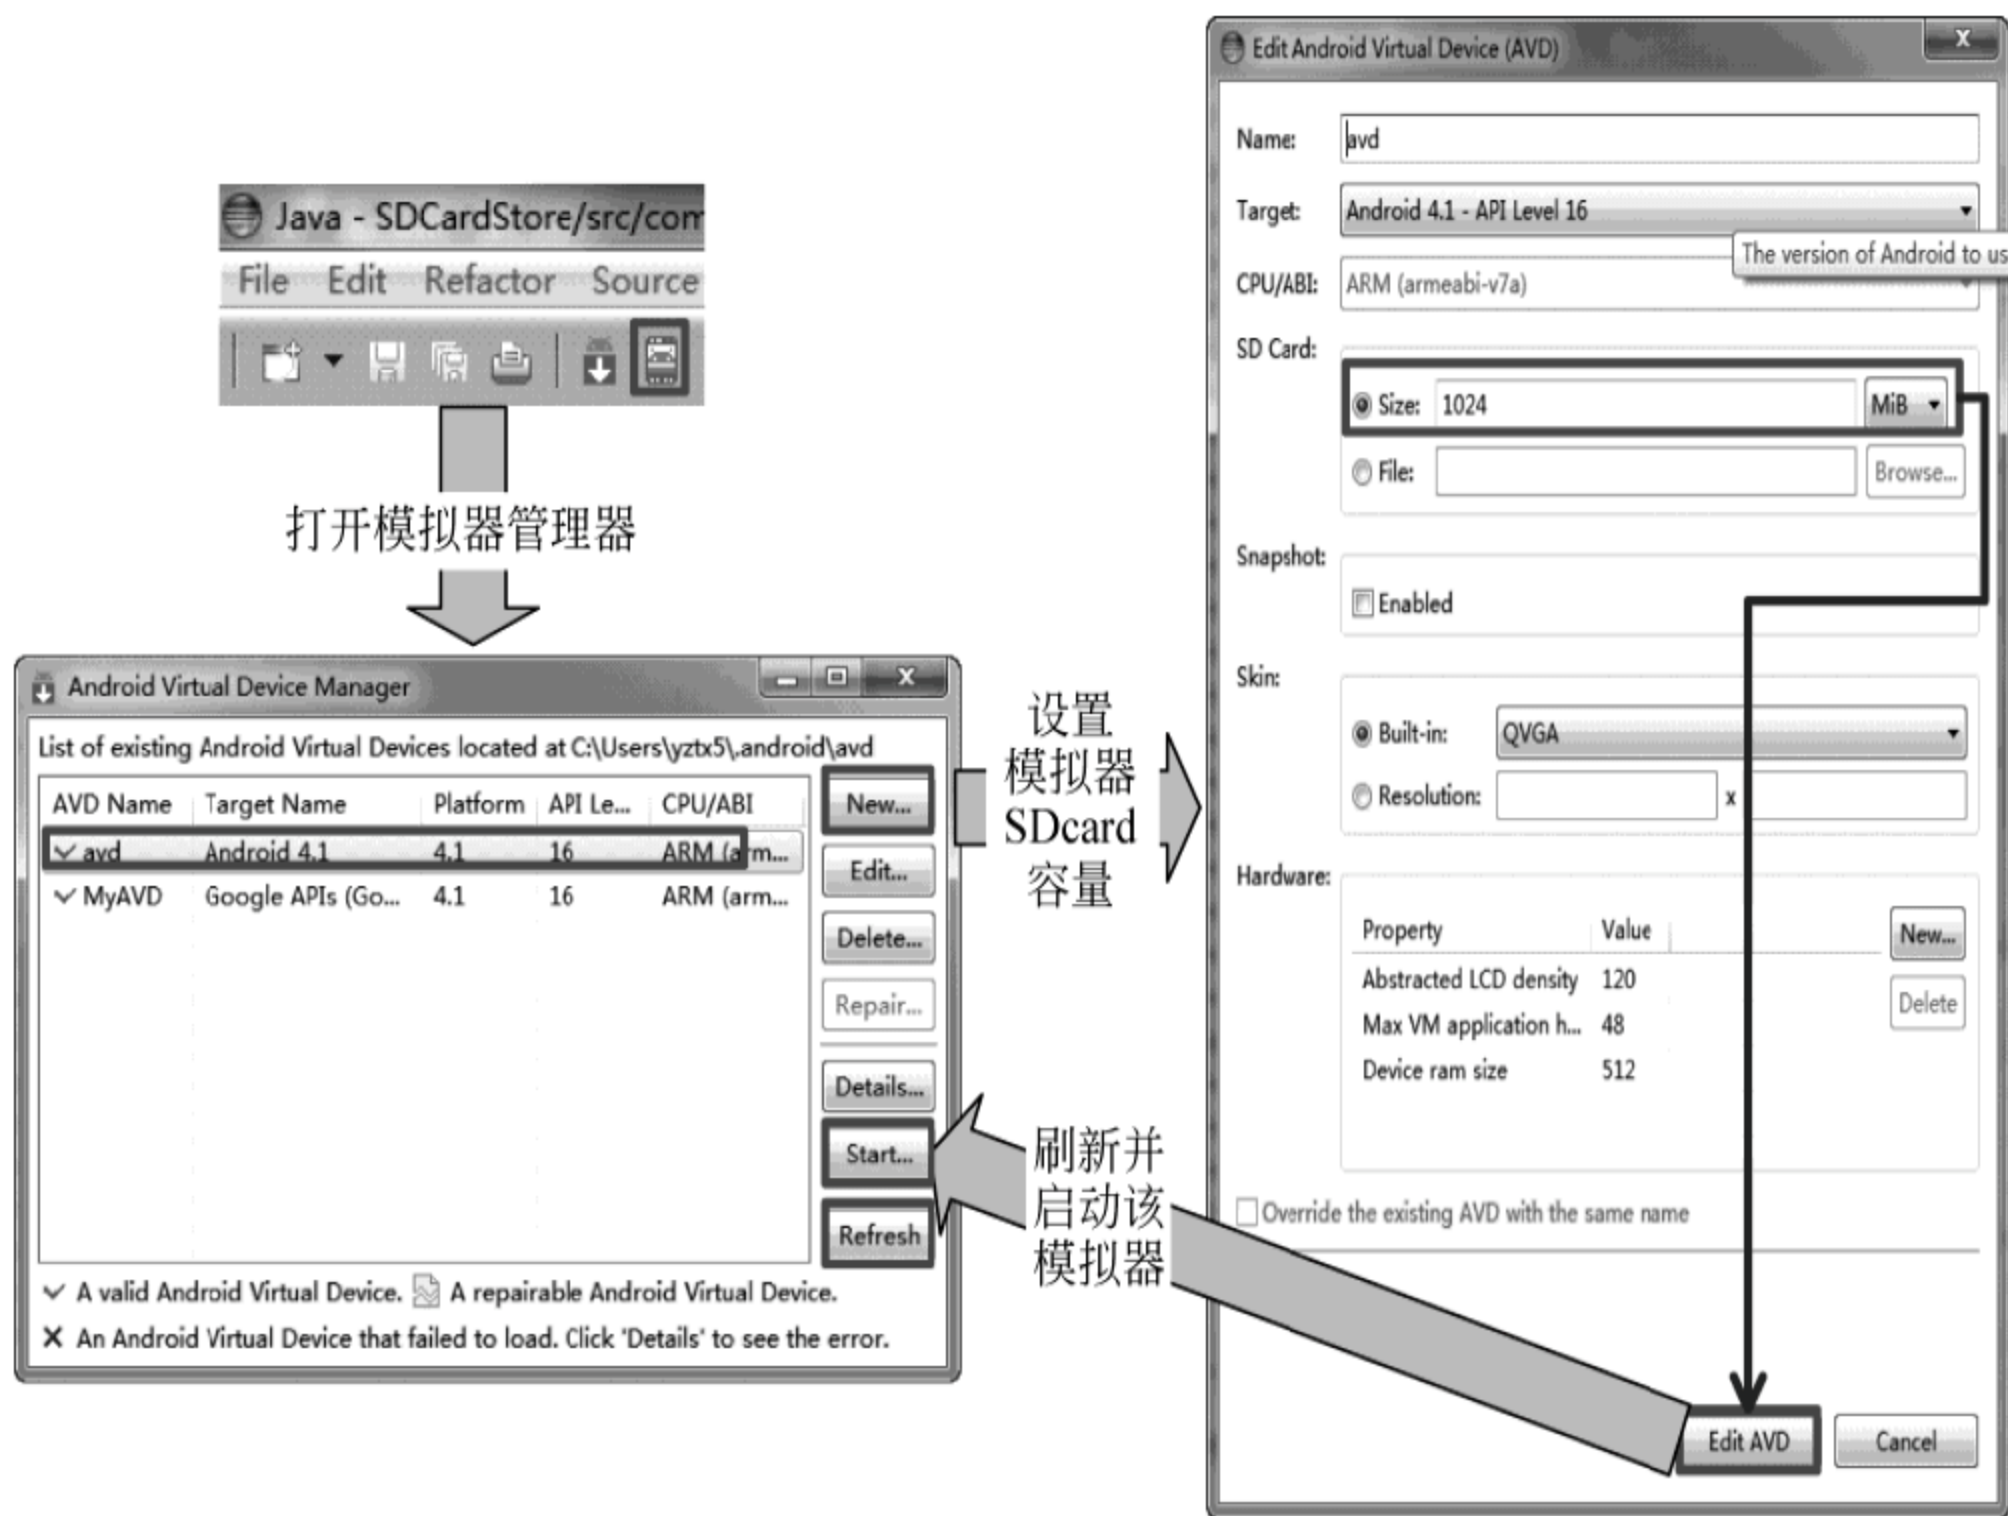 Java - SDCardStore/src/com
File Edit Refactor Source
打开模拟器管理器
Android Virtual Device Manager
List of existing Android Virtual Devices located at C:\Users\yztx5\.android\avd
AVD Name Target Name Platform API Le... CPU/ABI
avd Android 4.1 4.1 16 ARM (arm...
MyAVD Google APIs (Go... 4.1 16 ARM (arm...
New...
Edit...
Delete...
Repair...
Details...
Start...
Refresh
A valid Android Virtual Device. A repairable Android Virtual Device.
An Android Virtual Device that failed to load. Click 'Details' to see the error.
设置
模拟器
SDcard
容量
Edit Android Virtual Device (AVD)
Name: avd
Target: Android 4.1 - API Level 16
The version of Android to us
CPU/ABI: ARM (armeabi-v7a)
SD Card:
Size: 1024 MiB
File: Browse...
Snapshot:
Enabled
Skin:
Built-in: QVGA
Resolution: x
Hardware:
Property Value
Abstracted LCD density 120
Max VM application h... 48
Device ram size 512
New...
Delete
Override the existing AVD with the same name
Edit AVD Cancel
刷新并
启动该
模拟器